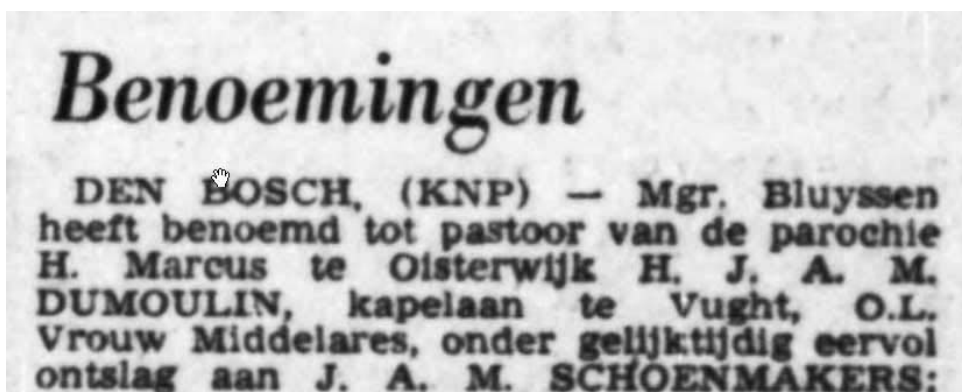 Benoemingen
DEN BOSCH, (KNP) — Mgr. Bluyssen
heeft benoemd tot pastoor van de parochie
H. Marcus te Oisterwijk H. J. A. M.
DUMOULIN, kapelaan te Vught, O.L.
Vrouw Middelares, onder gelijktijdig eervol
ontslag aan J. A. M. SCHOENMAKERS: